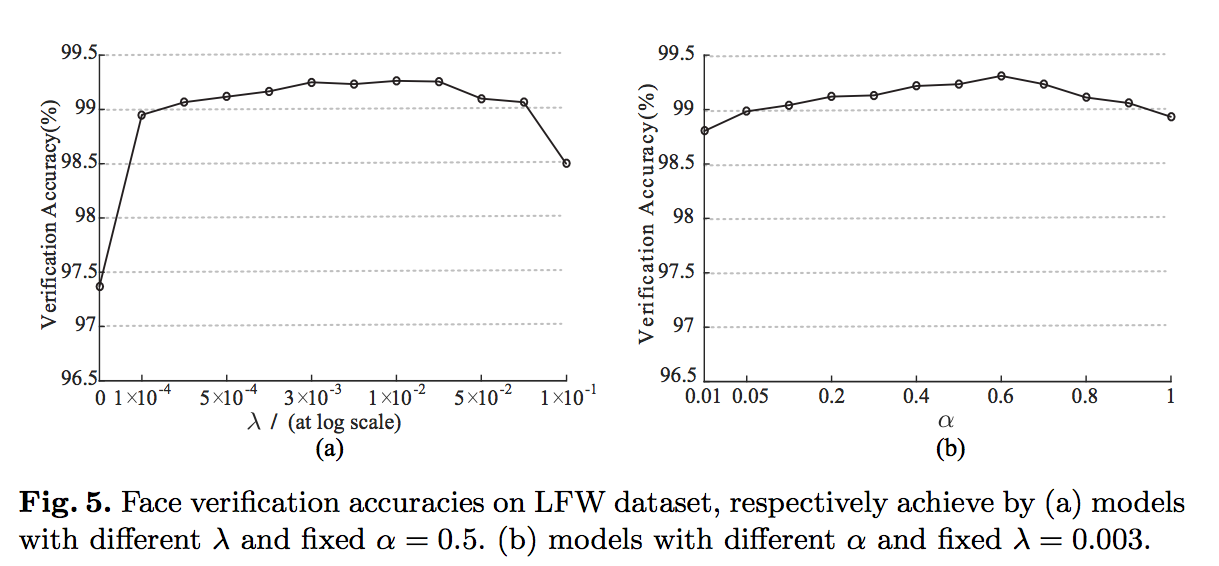 99.5
99
98.5
98
97.5
97
96.5
Verification Accuracy(%)
0 1×10-4 5×10-4 3×10-3 1×10-2 5×10-2 1×10-1
λ / (at log scale)
(a)
99.5
99
98.5
98
97.5
97
96.5
Verification Accuracy(%)
0.01 0.05 0.2 0.4 0.6 0.8 1
α
(b)
Fig. 5. Face verification accuracies on LFW dataset, respectively achieve by (a) models
with different λ and fixed α = 0.5. (b) models with different α and fixed λ = 0.003.